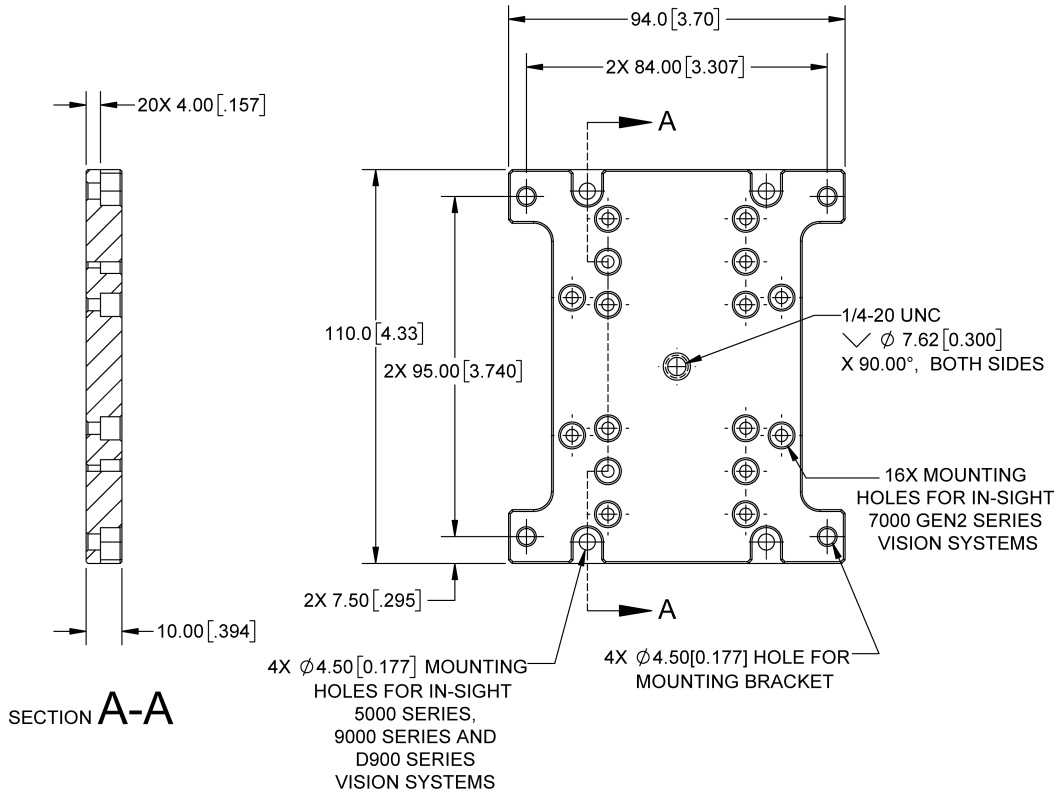 94.0[3.70]
2X 84.00[3.307]
20X 4.00[.157]
A
110.0[4.33]
2X 95.00[3.740]
1/4-20 UNC
⌵ ⌀ 7.62[0.300]
X 90.00°, BOTH SIDES
16X MOUNTING
HOLES FOR IN-SIGHT
7000 GEN2 SERIES
VISION SYSTEMS
2X 7.50[.295]
A
10.00[.394]
4X ⌀4.50[0.177] MOUNTING
HOLES FOR IN-SIGHT
5000 SERIES,
9000 SERIES AND
D900 SERIES
VISION SYSTEMS
4X ⌀4.50[0.177] HOLE FOR
MOUNTING BRACKET
SECTION A-A